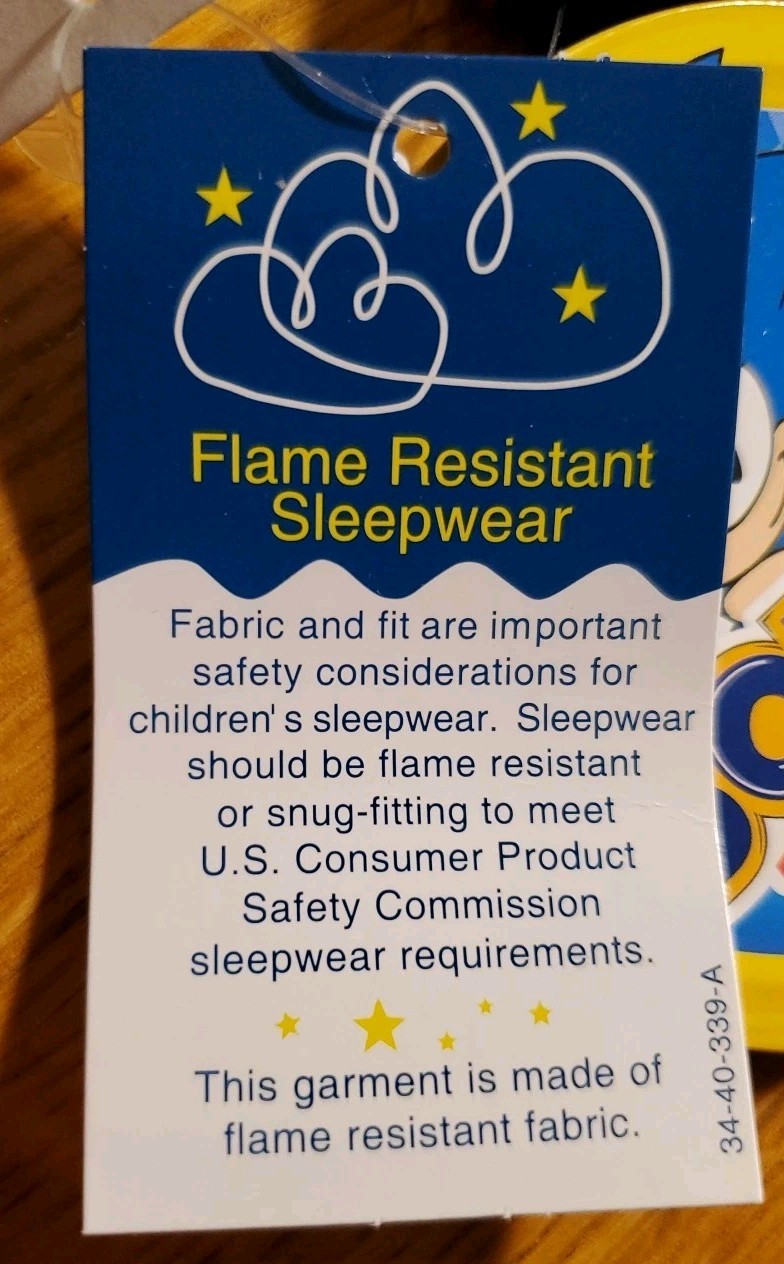 Flame Resistant
Sleepwear
Fabric and fit are important
safety considerations for
children's sleepwear. Sleepwear
should be flame resistant
or snug-fitting to meet
U.S. Consumer Product
Safety Commission
sleepwear requirements.
This garment is made of
flame resistant fabric.
34-40-339-A